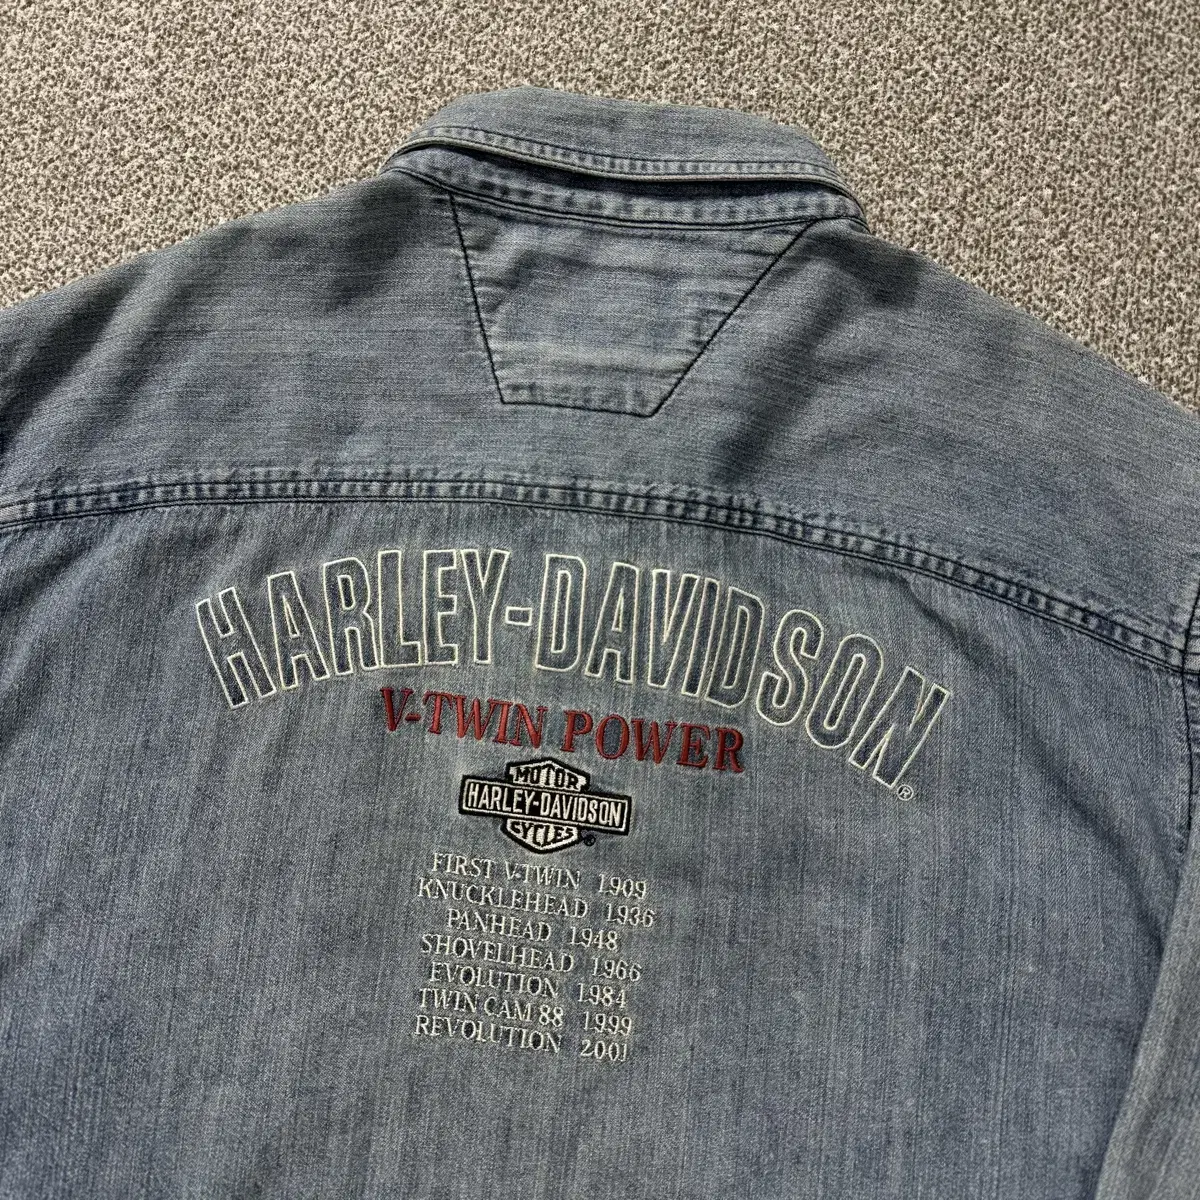 HARLEY-DAVIDSON®
V-TWIN POWER
MOTOR
HARLEY-DAVIDSON
CYCLES®
FIRST V-TWIN 1909
KNUCKLEHEAD 1936
PANHEAD 1948
SHOVELHEAD 1966
EVOLUTION 1984
TWIN CAM 88 1999
REVOLUTION 2001